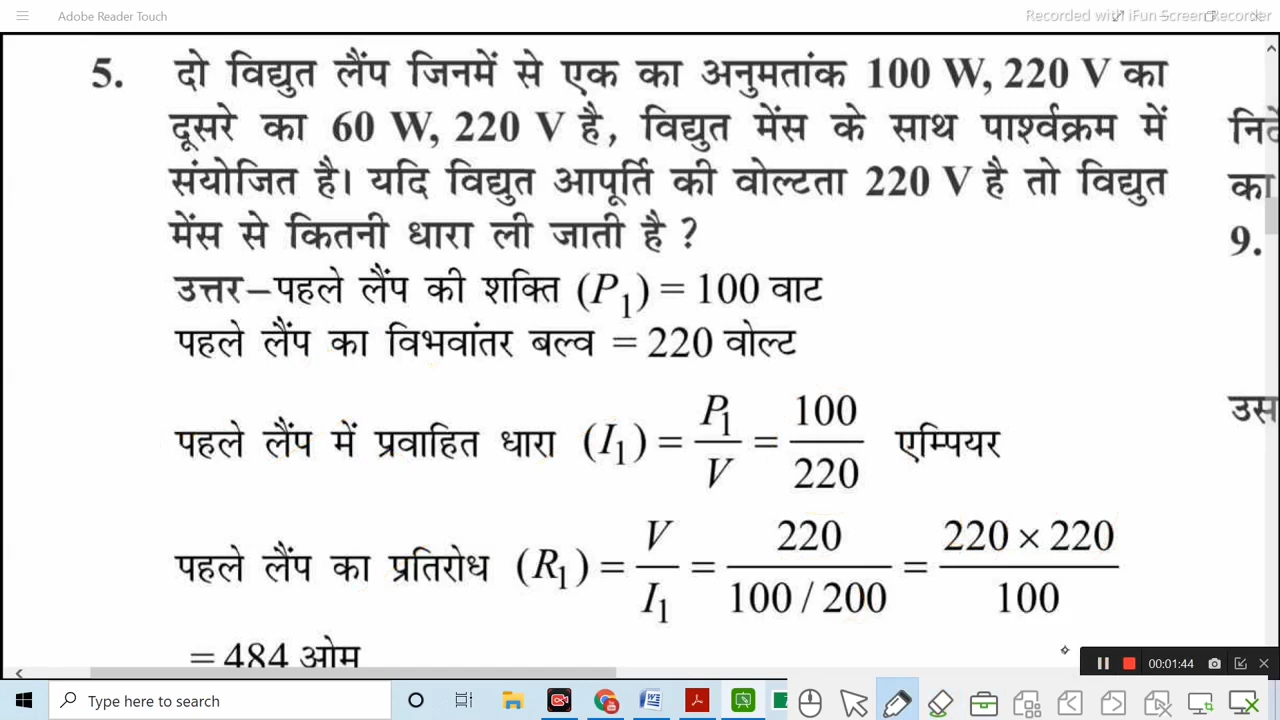 Adobe Reader Touch
Recorded with iFun Screen Recorder
5. दो विद्युत लैंप जिनमें से एक का अनुमतांक 100 W, 220 V का
दूसरे का 60 W, 220 V है, विद्युत मेंस के साथ पार्श्वक्रम में
संयोजित है। यदि विद्युत आपूर्ति की वोल्टता 220 V है तो विद्युत
मेंस से कितनी धारा ली जाती है ?
उत्तर–पहले लैंप की शक्ति (P₁) = 100 वाट
पहले लैंप का विभवांतर बल्व = 220 वोल्ट
पहले लैंप में प्रवाहित धारा (I₁) = P₁/V = 100/220 एम्पियर
पहले लैंप का प्रतिरोध (R₁) = V/I₁ = 220/(100 / 200) = (220 × 220)/100
= 484 ओम
का
9.
00:01:44
Type here to search